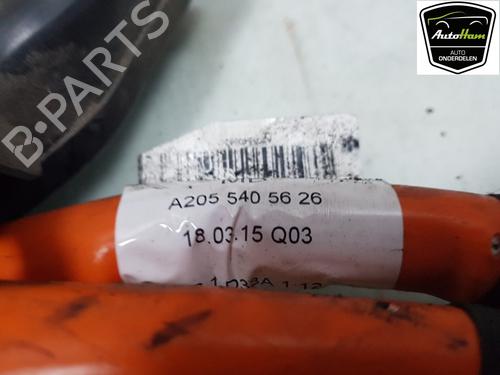 AutoHam
AUTO
ONDERDELEN
B-PARTS
A205 540 56 26
18.03.15 Q03